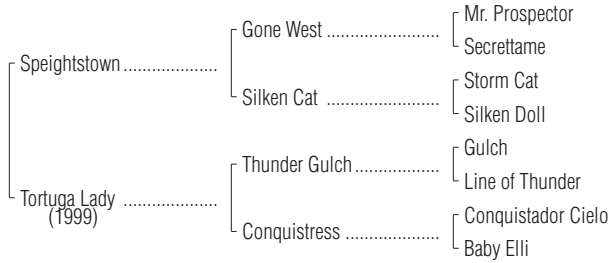 Mr. Prospector
Gone West ....................
Secrettame
Speightstown ...................
Storm Cat
Silken Cat ....................
Silken Doll
Gulch
Thunder Gulch ...............
Line of Thunder
Tortuga Lady ...................
(1999)
Conquistador Cielo
Conquistress .................
Baby Elli